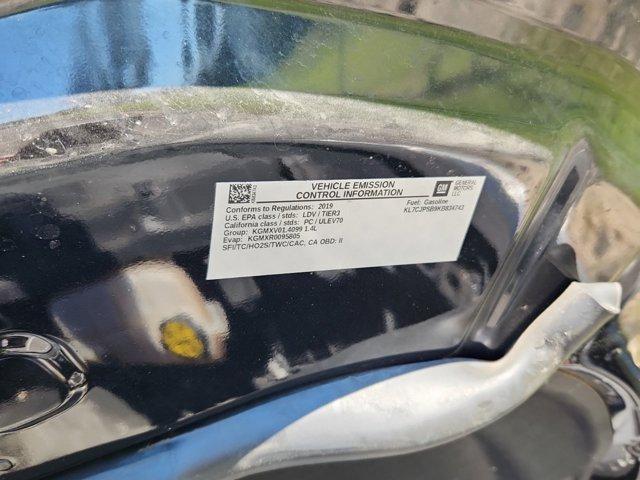 VEHICLE EMISSION
CONTROL INFORMATION
GM
GENERAL
MOTORS
LLC
Conforms to Regulations: 2019
Fuel: Gasoline
U.S. EPA class / stds: LDV / TIER3
KL7CJPSB9KB834742
California class / stds: PC / ULEV70
Group: KGMXV01.4099 1.4L
Evap: KGMXR0095805
SFI/TC/HO2S/TWC/CAC, CA OBD: II